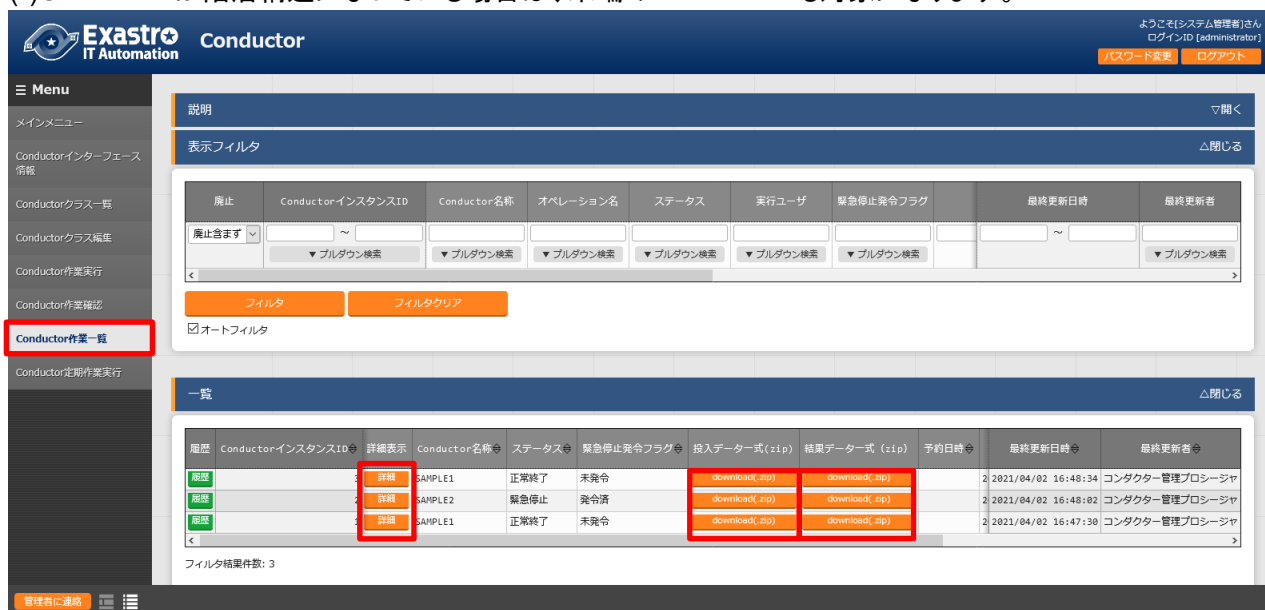 Exastro
IT Automation
Conductor
ようこそ[システム管理者]さん
ログインID [administrator]
パスワード変更 ログアウト
☰ Menu
メインメニュー
Conductorインターフェース
情報
Conductorクラス一覧
Conductorクラス編集
Conductor作業実行
Conductor作業確認
Conductor作業一覧
Conductor定期作業実行
説明 ▽開く
表示フィルタ △閉じる
廃止 ConductorインスタンスID Conductor名称 オペレーション名 ステータス 実行ユーザ 緊急停止発令フラグ 最終更新日時 最終更新者
廃止含まず ～ ～
▼プルダウン検索 ▼プルダウン検索 ▼プルダウン検索 ▼プルダウン検索 ▼プルダウン検索 ▼プルダウン検索 ▼プルダウン検索
フィルタ フィルタクリア
オートフィルタ
一覧 △閉じる
履歴 ConductorインスタンスID 詳細表示 Conductor名称 ステータス 緊急停止発令フラグ 投入データ一式(zip) 結果データ一式 (zip) 予約日時 最終更新日時 最終更新者
履歴 3 詳細 SAMPLE1 正常終了 未発令 download(.zip) download(.zip) 2 2021/04/02 16:48:34 コンダクター管理プロシージャ
履歴 2 詳細 SAMPLE2 緊急停止 発令済 download(.zip) download(.zip) 2 2021/04/02 16:48:02 コンダクター管理プロシージャ
履歴 1 詳細 SAMPLE1 正常終了 未発令 download(.zip) download(.zip) 2 2021/04/02 16:47:30 コンダクター管理プロシージャ
フィルタ結果件数: 3
管理者に連絡